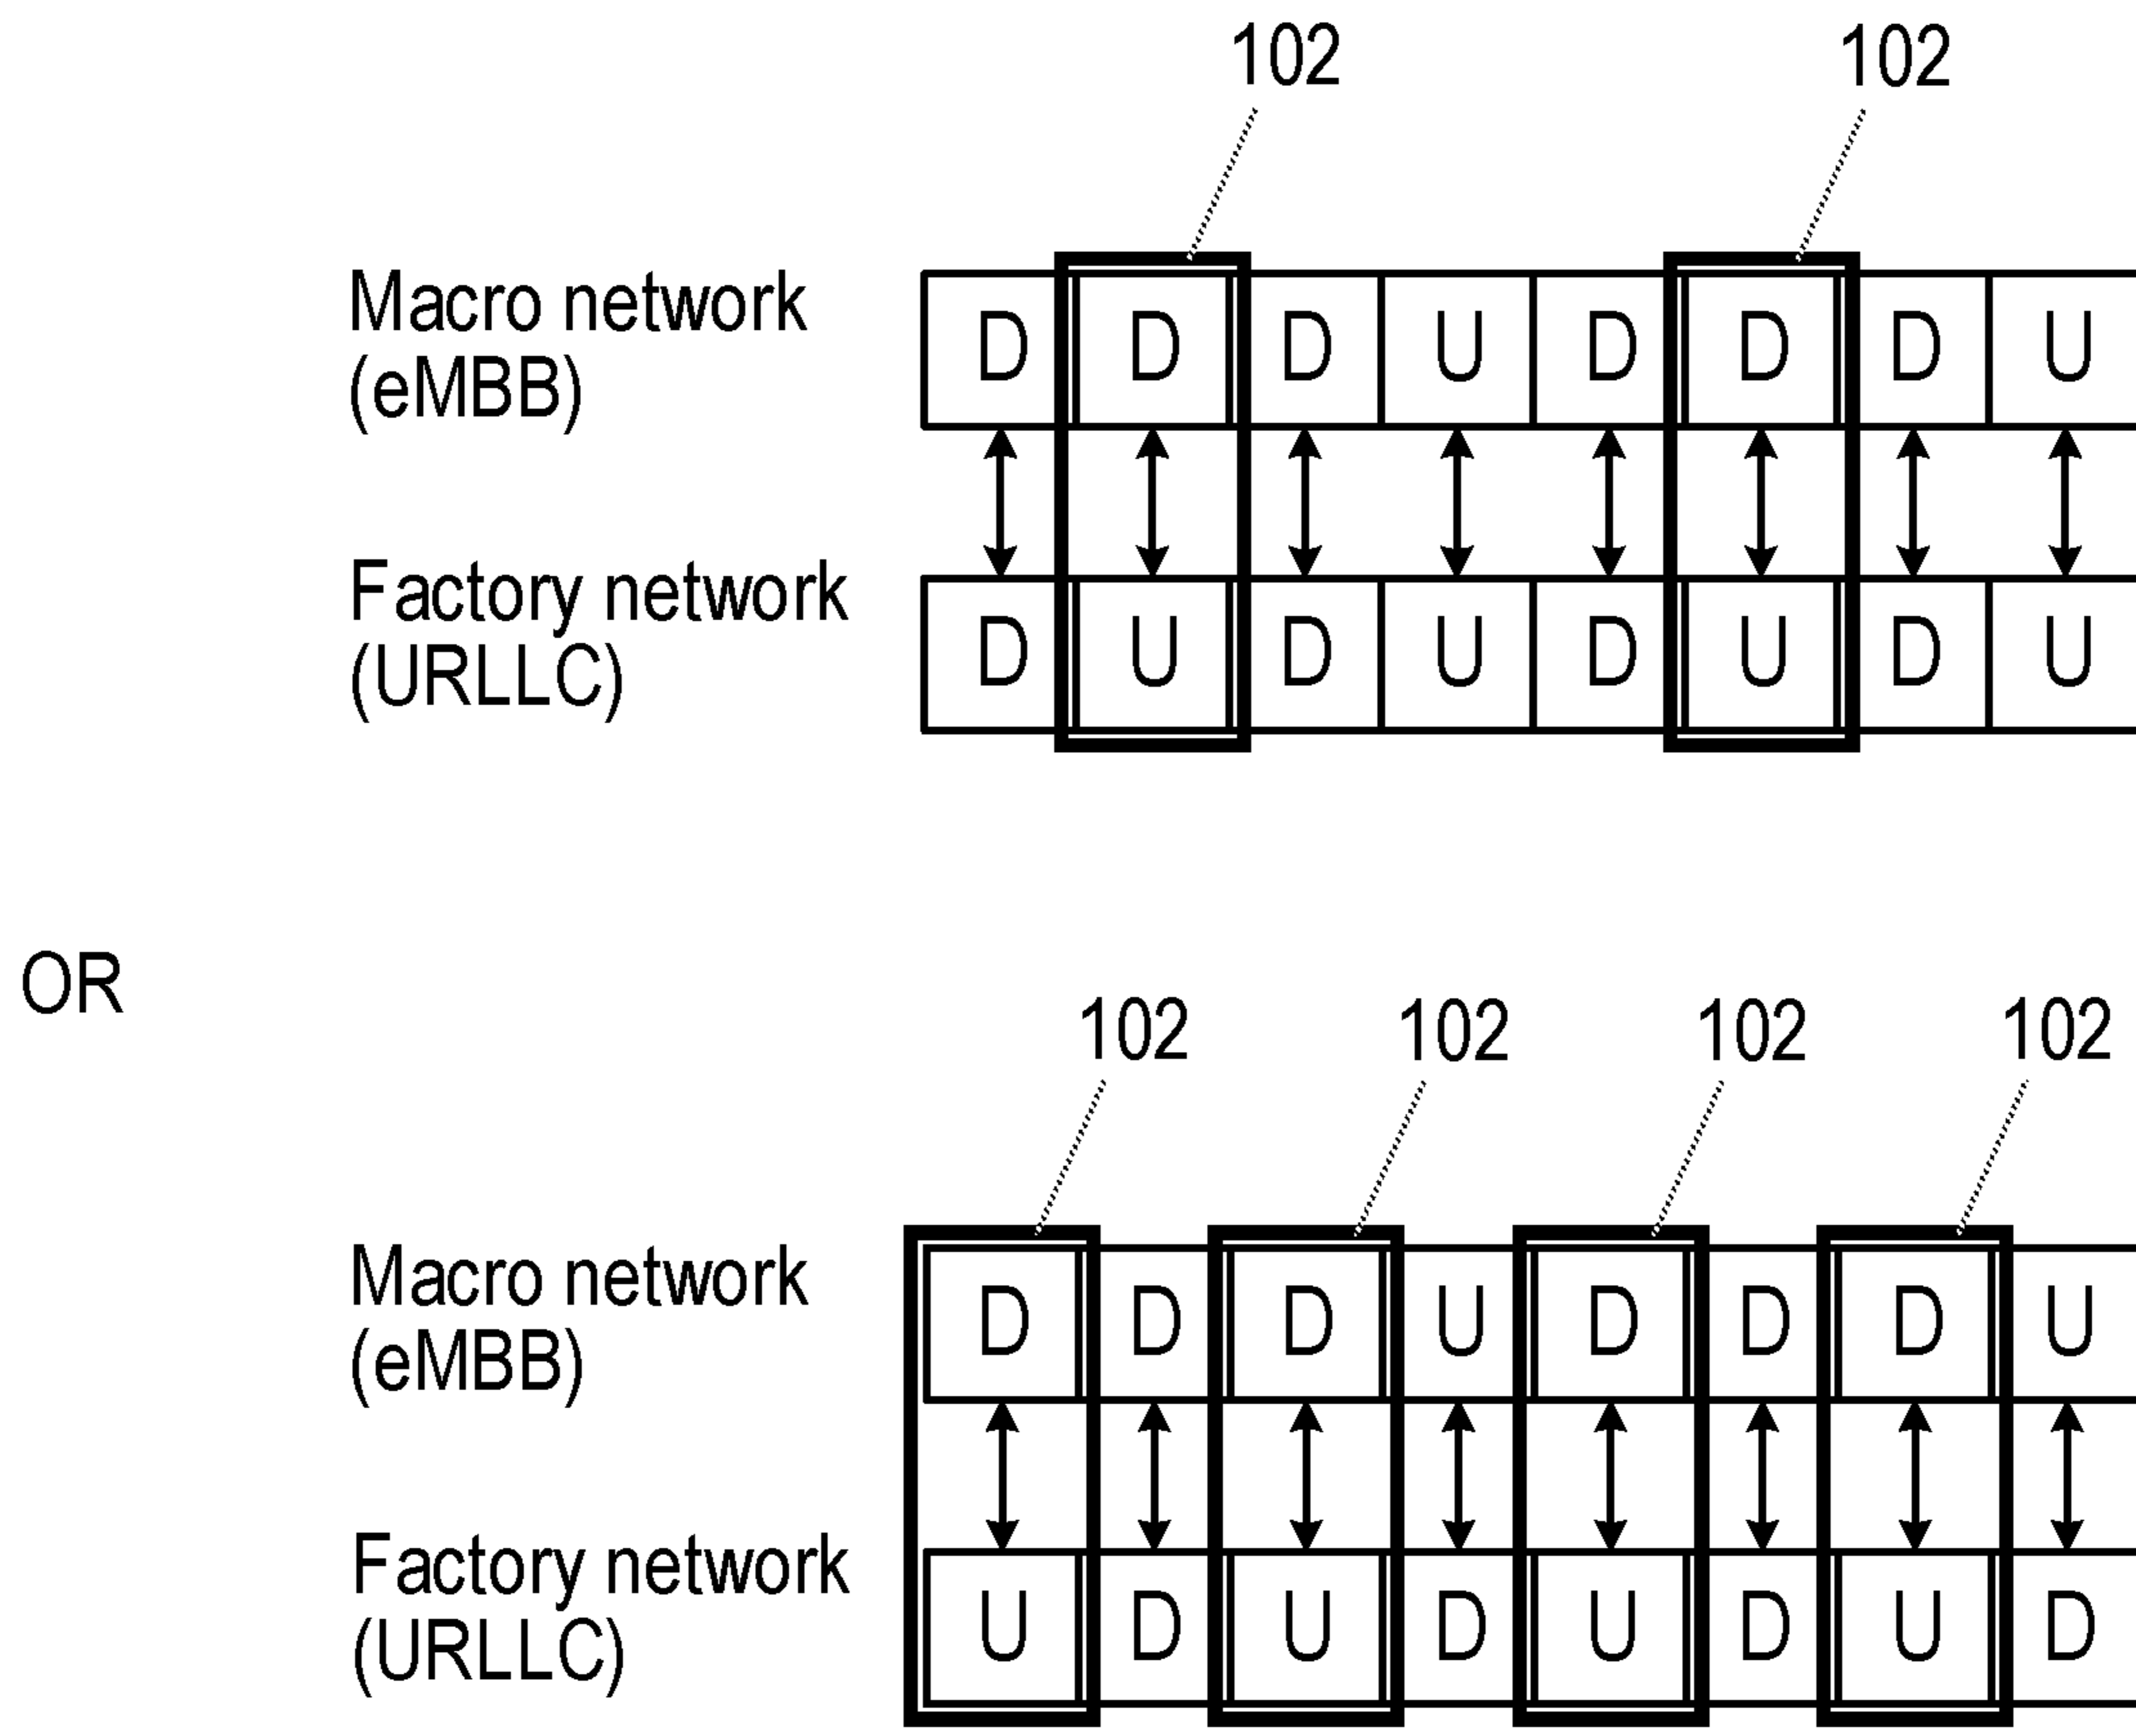 102 102
Macro network
(eMBB)
D D D U D D D U
Factory network
(URLLC)
D U D U D U D U
OR
102 102 102 102
Macro network
(eMBB)
D D D U D D D U
Factory network
(URLLC)
U D U D U D U D